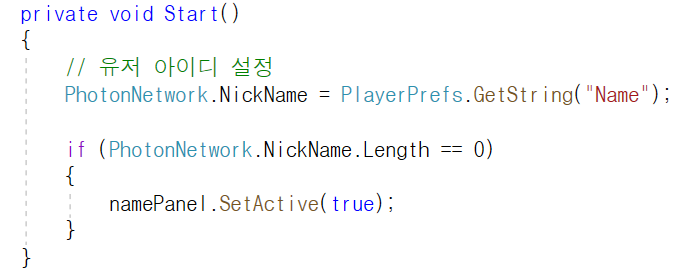 private void Start()
{
    // 유저 아이디 설정
    PhotonNetwork.NickName = PlayerPrefs.GetString("Name");

    if (PhotonNetwork.NickName.Length == 0)
    {
        namePanel.SetActive(true);
    }
}